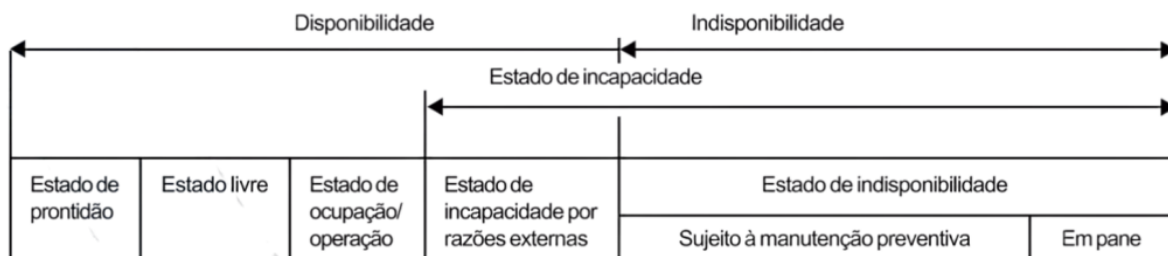 Disponibilidade
Indisponibilidade
Estado de incapacidade
Estado de
prontidão
Estado livre
Estado de
ocupação/
operação
Estado de
incapacidade por
razões externas
Estado de indisponibilidade
Sujeito à manutenção preventiva
Em pane